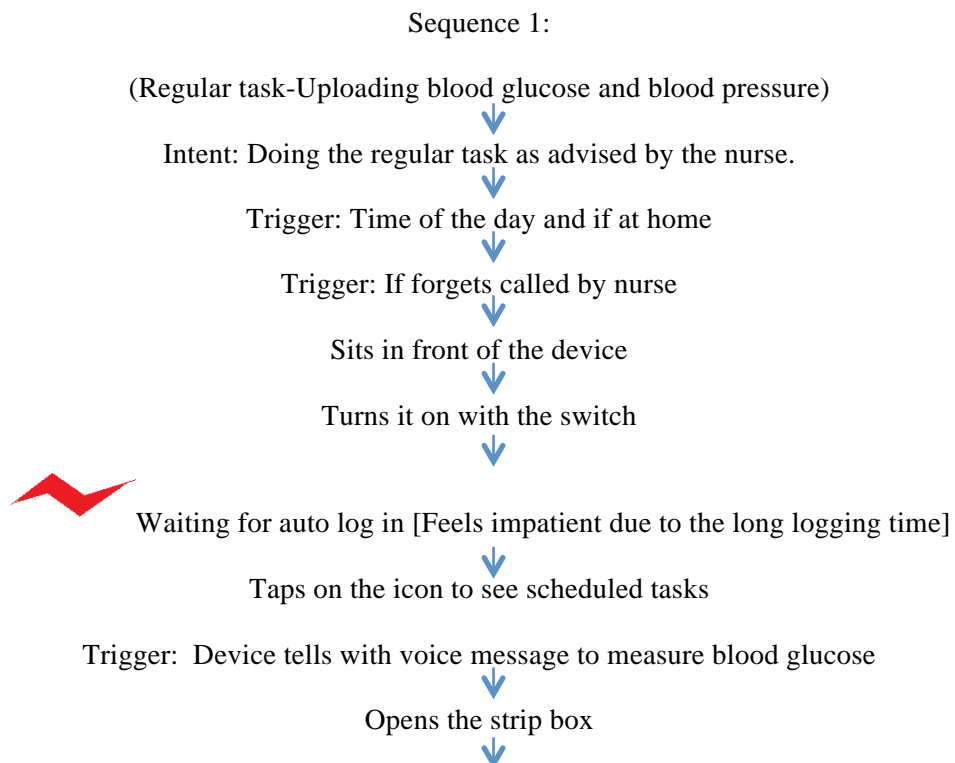 Sequence 1:
(Regular task-Uploading blood glucose and blood pressure)
Intent: Doing the regular task as advised by the nurse.
Trigger: Time of the day and if at home
Trigger: If forgets called by nurse
Sits in front of the device
Turns it on with the switch
Waiting for auto log in [Feels impatient due to the long logging time]
Taps on the icon to see scheduled tasks
Trigger:  Device tells with voice message to measure blood glucose
Opens the strip box